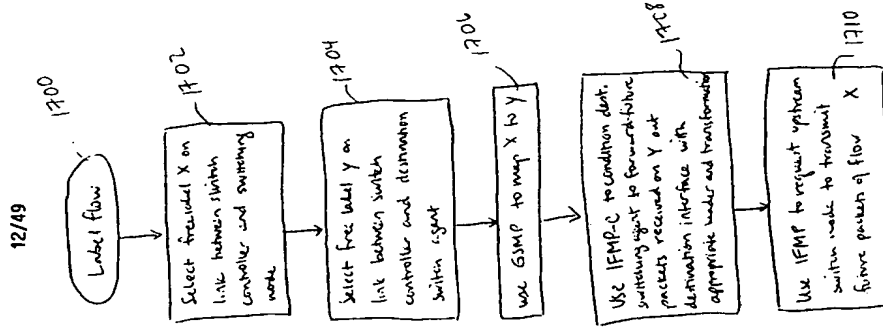 12/49
1700
Label flow
1702
Select free label X on
link between switch
controller and switching
node
1704
Select free label Y on
link between switch
controller and destination
switch agent
1706
use GSMP to map X to Y
1708
Use IFMP-C to condition dest.
switching agent to forward future
packets received on Y out
destination interface with
appropriate header and transformation
1710
Use IFMP to request upstream
switch node to transmit
future packets of flow X